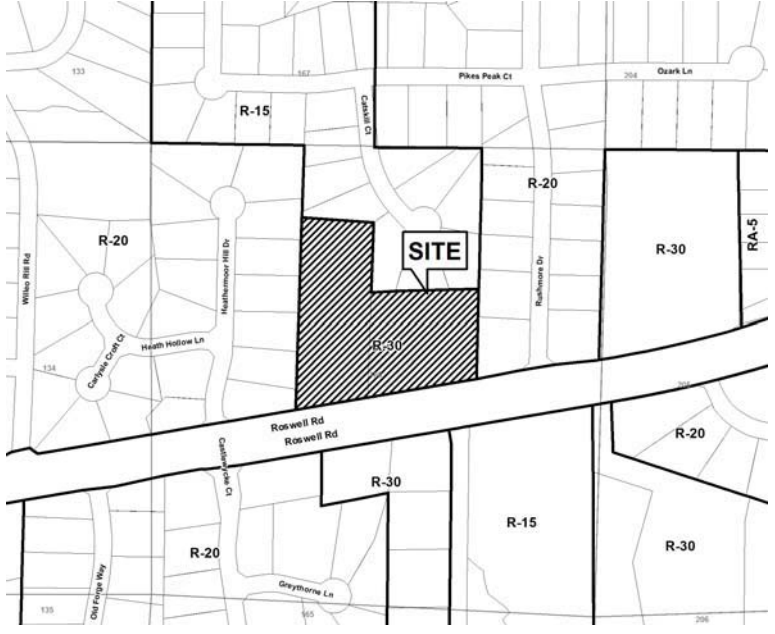 133
167
Pikes Peak Ct
204
Ozark Ln
R-15
Catskill Ct
R-20
R-20
R-30
RA-5
SITE
Willeo Rill Rd
Heathermoor Hill Dr
Rushmore Dr
Carlysle Croft Ct
Heath Hollow Ln
134
R-30
Roswell Rd
Roswell Rd
R-20
Castlewycke Ct
R-30
R-15
R-20
R-30
Old Forge Way
Greythorne Ln
135
165
206